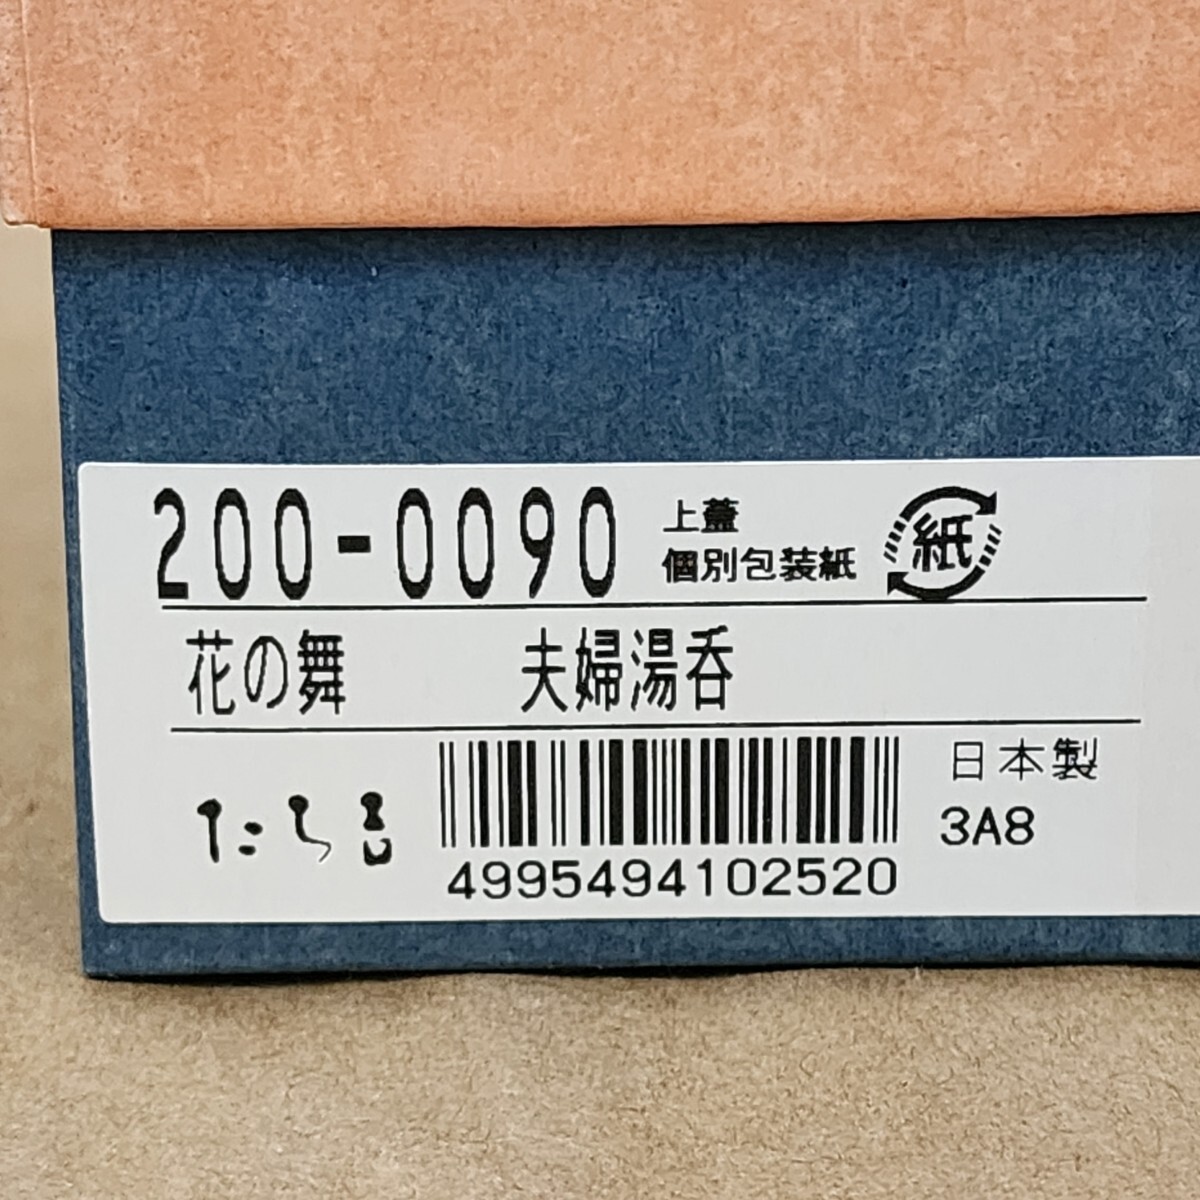 200-0090
上蓋
個別包装紙
紙
花の舞 夫婦湯呑
たち吉
4995494102520
日本製
3A8